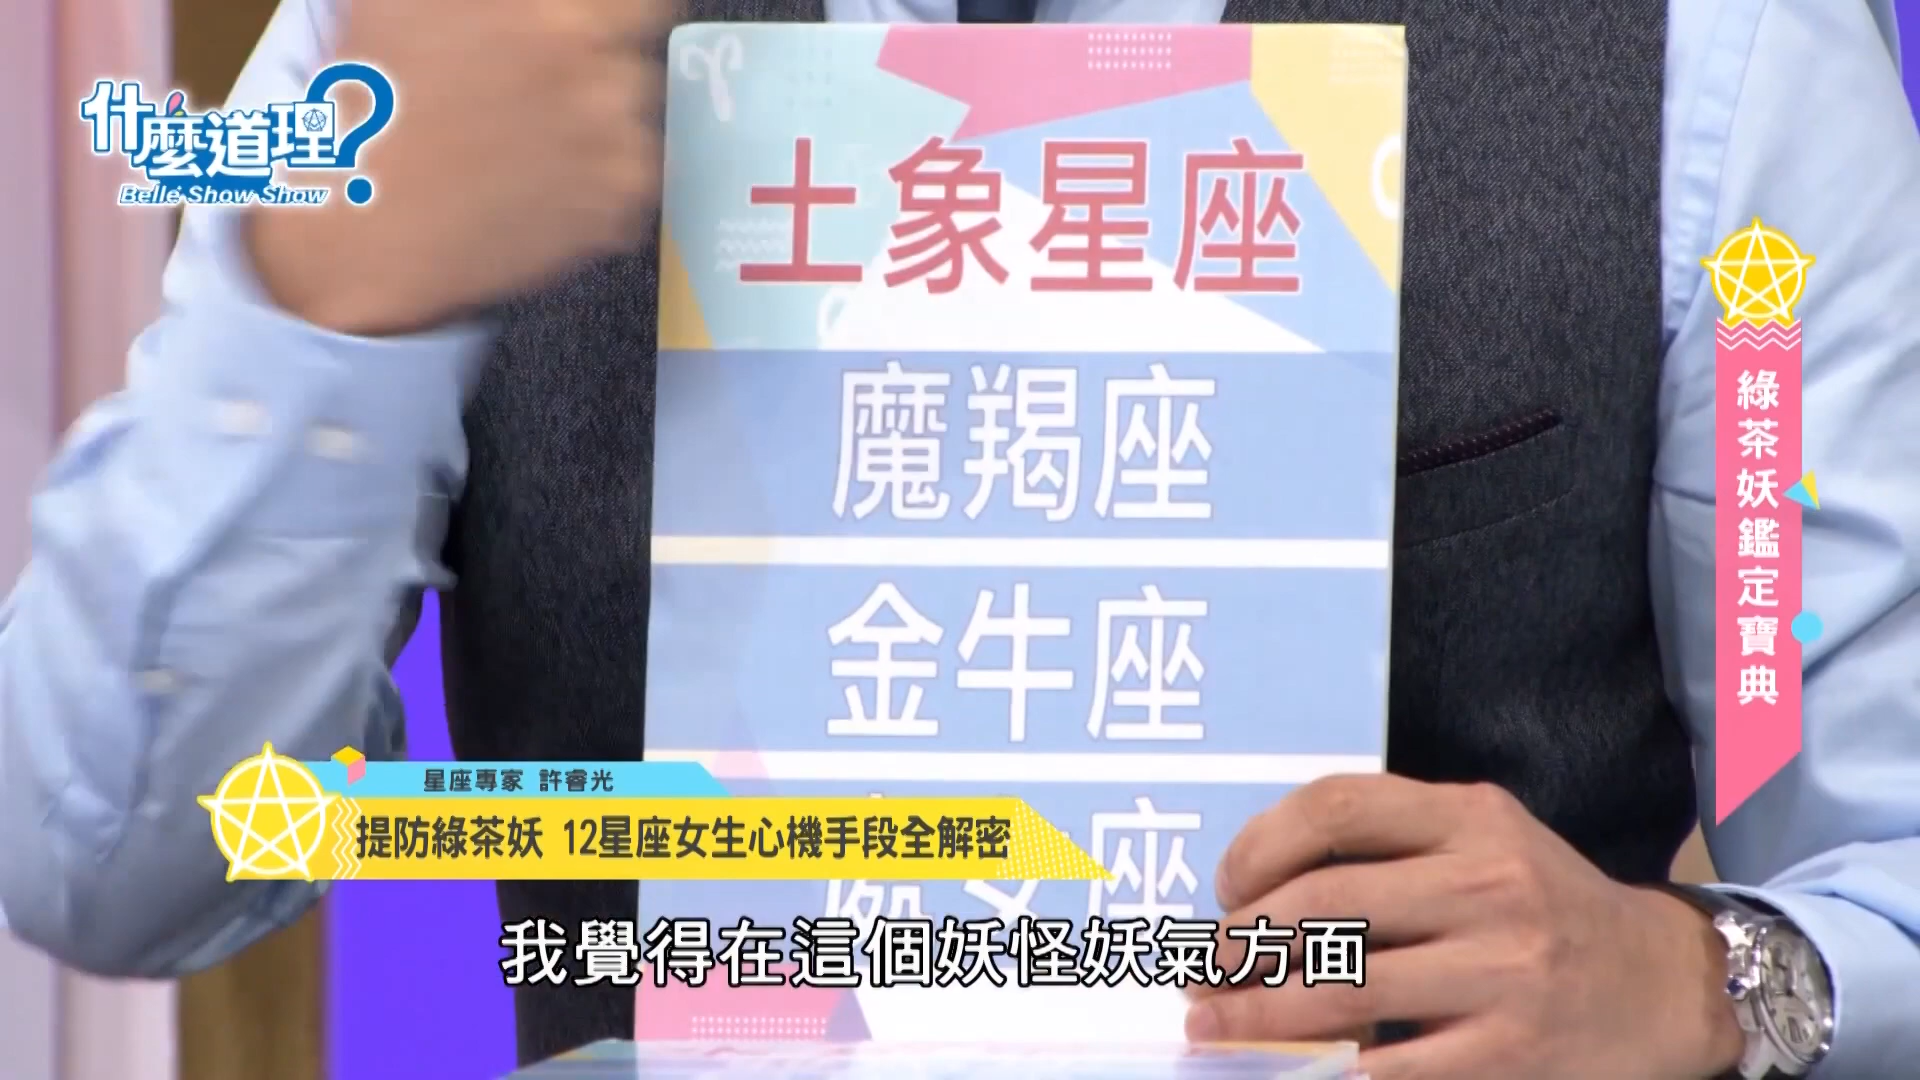 什麼道理?
Belle Show Show
土象星座
魔羯座
金牛座
處女座
綠茶妖鑑定寶典
星座專家 許睿光
提防綠茶妖 12星座女生心機手段全解密
我覺得在這個妖怪妖氣方面